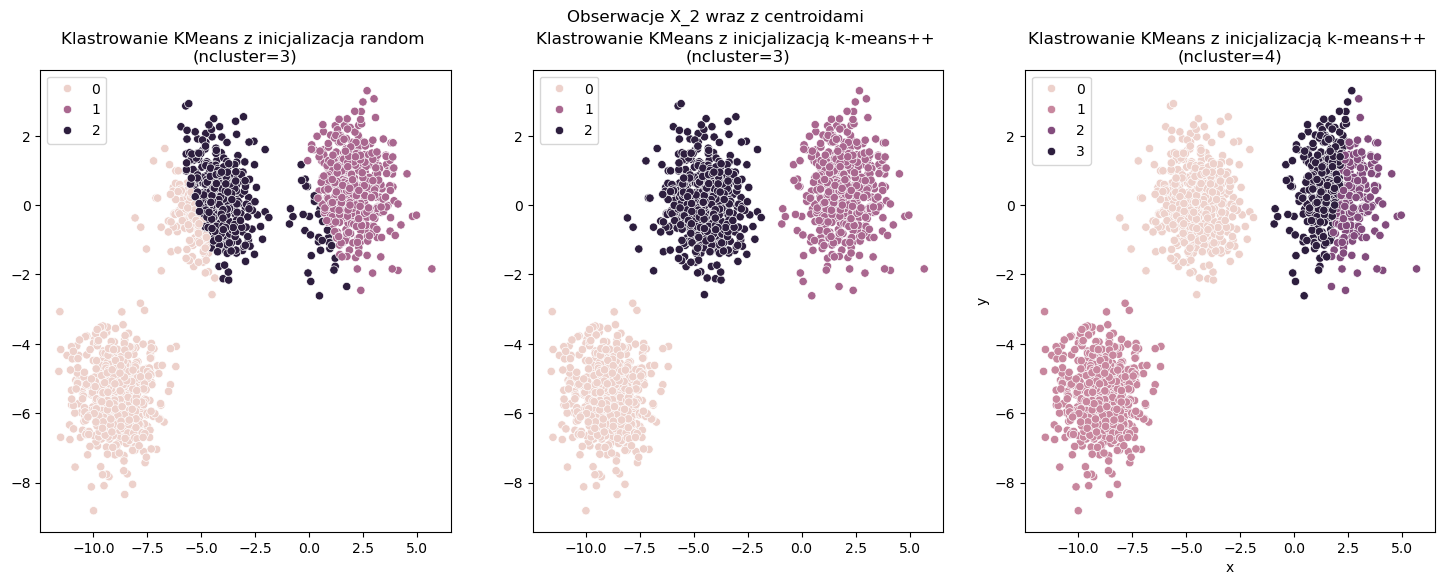 Obserwacje X_2 wraz z centroidami
Klastrowanie KMeans z inicjalizacja random
(ncluster=3)
0
1
2
2
0
−2
−4
−6
−8
−10.0 −7.5 −5.0 −2.5 0.0 2.5 5.0
Klastrowanie KMeans z inicjalizacją k-means++
(ncluster=3)
0
1
2
2
0
−2
−4
−6
−8
−10.0 −7.5 −5.0 −2.5 0.0 2.5 5.0
Klastrowanie KMeans z inicjalizacją k-means++
(ncluster=4)
0
1
2
3
y
2
0
−2
−4
−6
−8
−10.0 −7.5 −5.0 −2.5 0.0 2.5 5.0
x